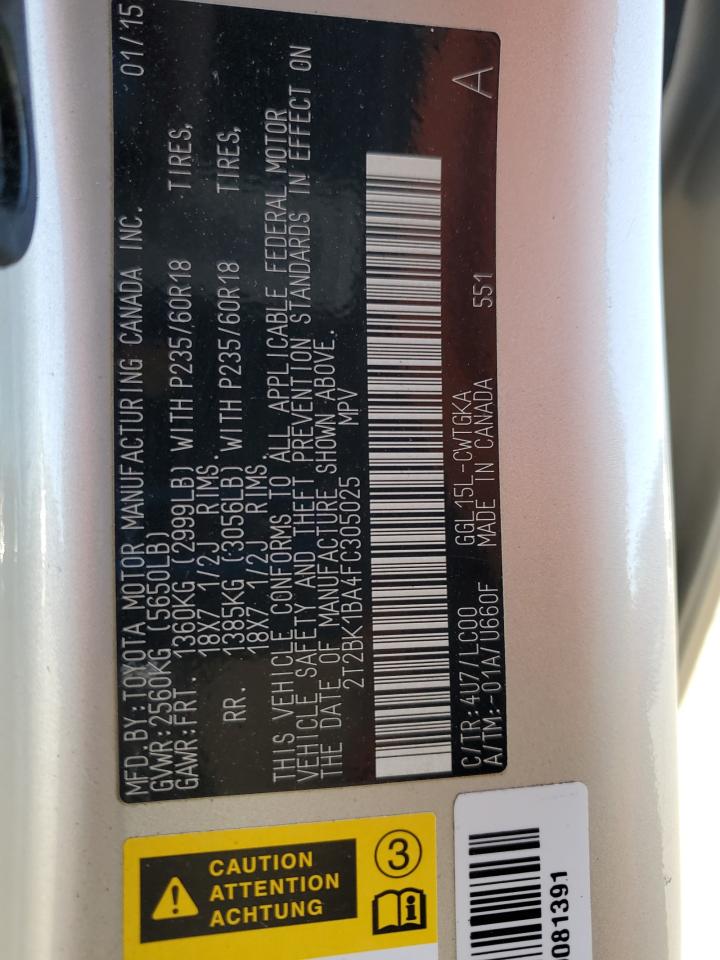 MFD.BY:TOYOTA MOTOR MANUFACTURING CANADA INC. 01/15
GVWR:2560KG (5650LB)
GAWR:FRT. 1360KG (2999LB) WITH P235/60R18 TIRES,
18X7 1/2J RIMS.
RR. 1385KG (3056LB) WITH P235/60R18 TIRES,
18X7 1/2J RIMS.
THIS VEHICLE CONFORMS TO ALL APPLICABLE FEDERAL MOTOR
VEHICLE SAFETY AND THEFT PREVENTION STANDARDS IN EFFECT ON
THE DATE OF MANUFACTURE SHOWN ABOVE.
2T2BK1BA4FC305025 MPV
C/TR:4U7/LC00 GGL15L-CWTGKA A
A/TM:-01A/U660F MADE IN CANADA 551
CAUTION
ATTENTION
ACHTUNG
3
081391